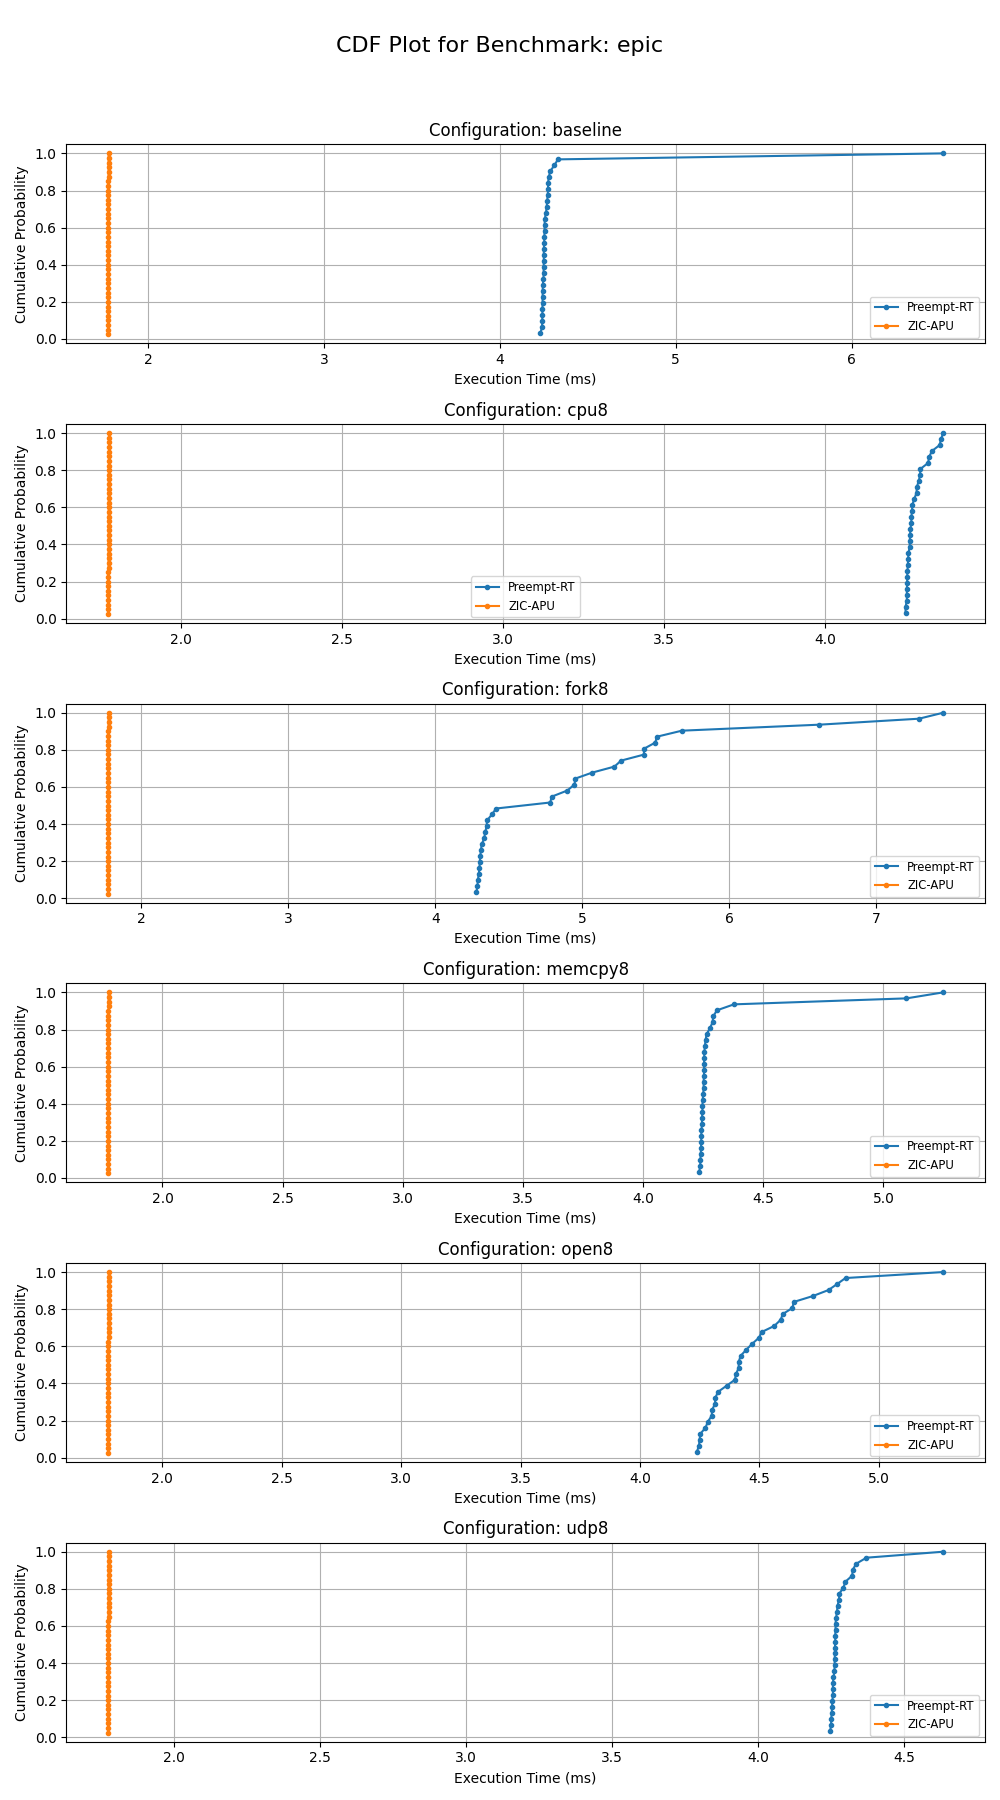 CDF Plot for Benchmark: epic
Configuration: baseline
Cumulative Probability
1.0
0.8
0.6
0.4
0.2
0.0
Preempt-RT
ZIC-APU
2 3 4 5 6
Execution Time (ms)
Configuration: cpu8
Cumulative Probability
1.0
0.8
0.6
0.4
0.2
0.0
Preempt-RT
ZIC-APU
2.0 2.5 3.0 3.5 4.0
Execution Time (ms)
Configuration: fork8
Cumulative Probability
1.0
0.8
0.6
0.4
0.2
0.0
Preempt-RT
ZIC-APU
2 3 4 5 6 7
Execution Time (ms)
Configuration: memcpy8
Cumulative Probability
1.0
0.8
0.6
0.4
0.2
0.0
Preempt-RT
ZIC-APU
2.0 2.5 3.0 3.5 4.0 4.5 5.0
Execution Time (ms)
Configuration: open8
Cumulative Probability
1.0
0.8
0.6
0.4
0.2
0.0
Preempt-RT
ZIC-APU
2.0 2.5 3.0 3.5 4.0 4.5 5.0
Execution Time (ms)
Configuration: udp8
Cumulative Probability
1.0
0.8
0.6
0.4
0.2
0.0
Preempt-RT
ZIC-APU
2.0 2.5 3.0 3.5 4.0 4.5
Execution Time (ms)